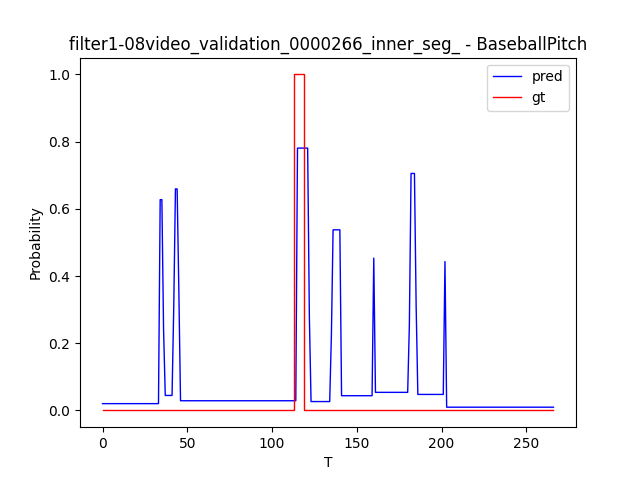 filter1-08video_validation_0000266_inner_seg_ - BaseballPitch
pred
gt
1.0
0.8
0.6
0.4
0.2
0.0
Probability
0
50
100
150
200
250
T